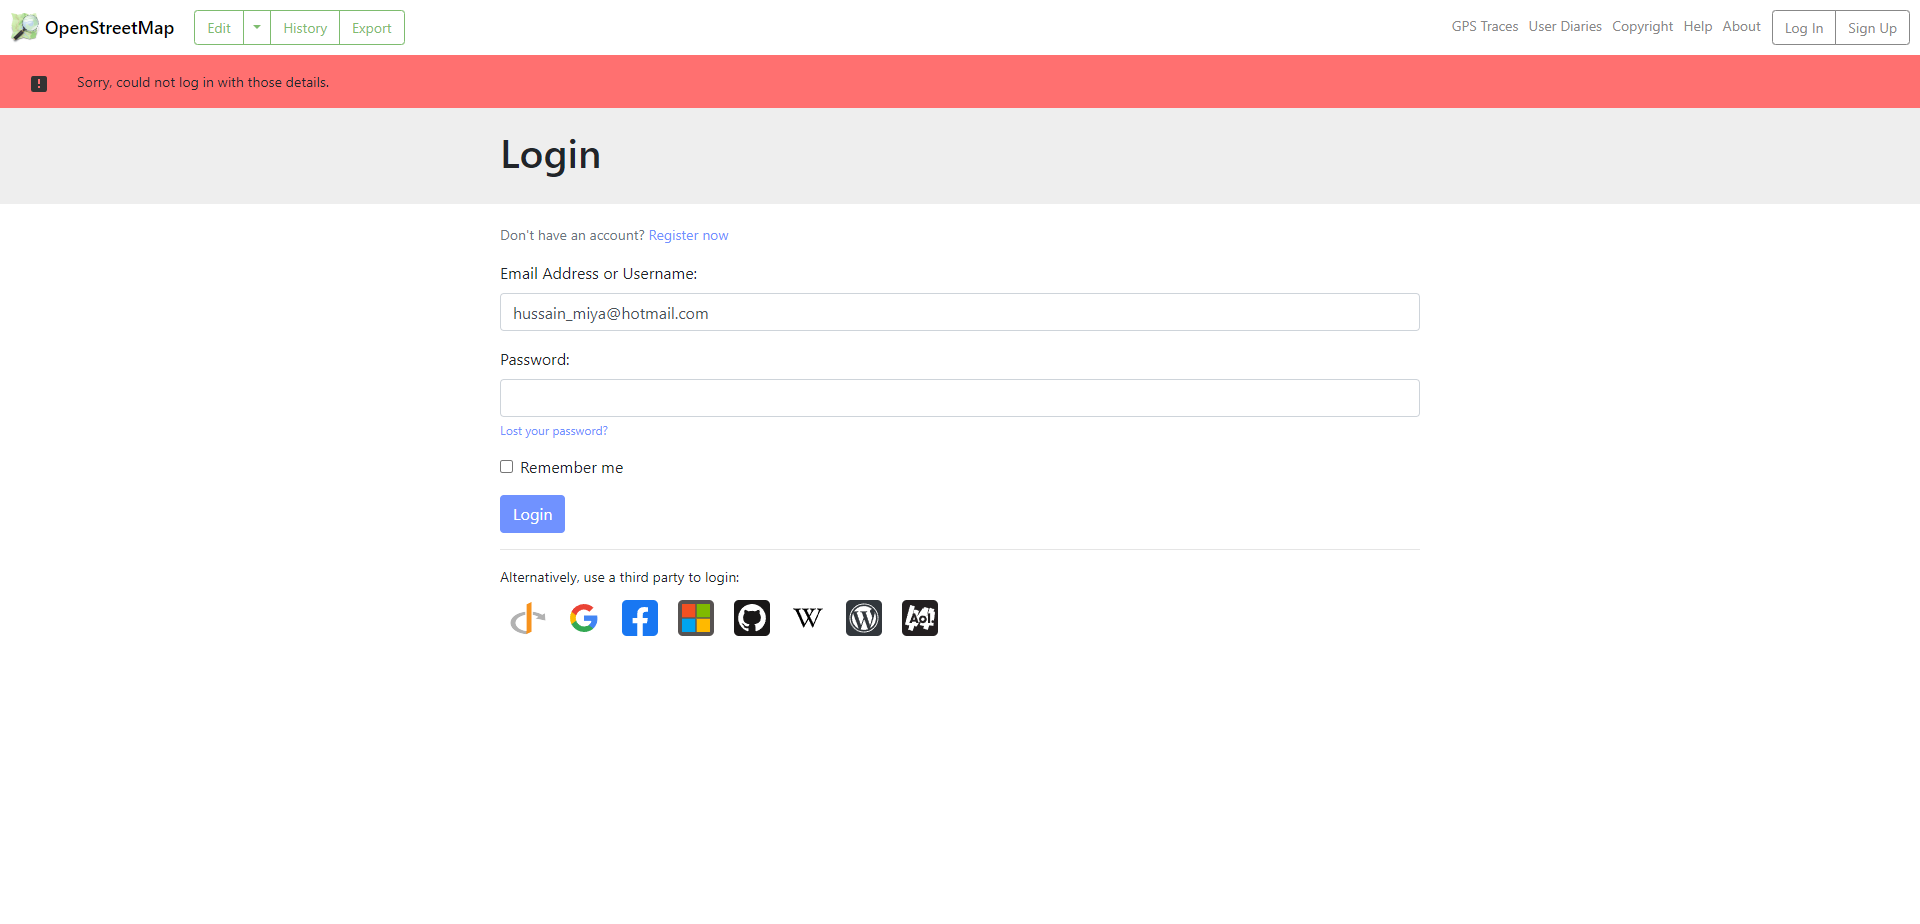 OpenStreetMap Edit History Export GPS Traces User Diaries Copyright Help About Log In Sign Up
Sorry, could not log in with those details.
Login
Don't have an account? Register now
Email Address or Username:
hussain_miya@hotmail.com
Password:
Lost your password?
Remember me
Login
Alternatively, use a third party to login:
W
Aol.